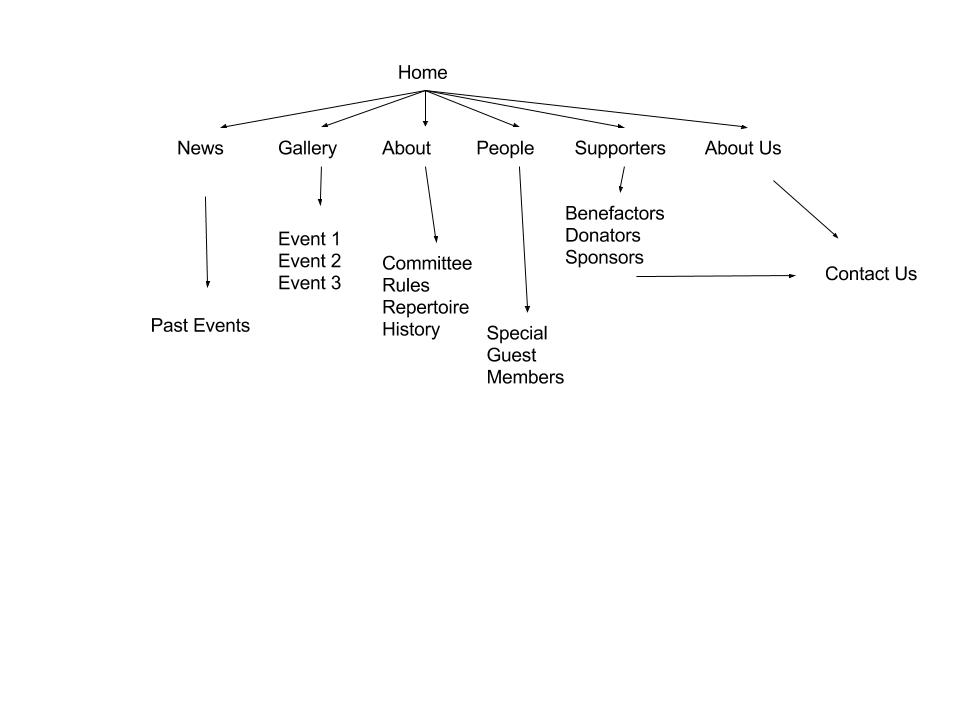 Home
News
Gallery
About
People
Supporters
About Us
Benefactors
Donators
Sponsors
Event 1
Event 2
Event 3
Committee
Rules
Repertoire
History
Contact Us
Past Events
Special
Guest
Members